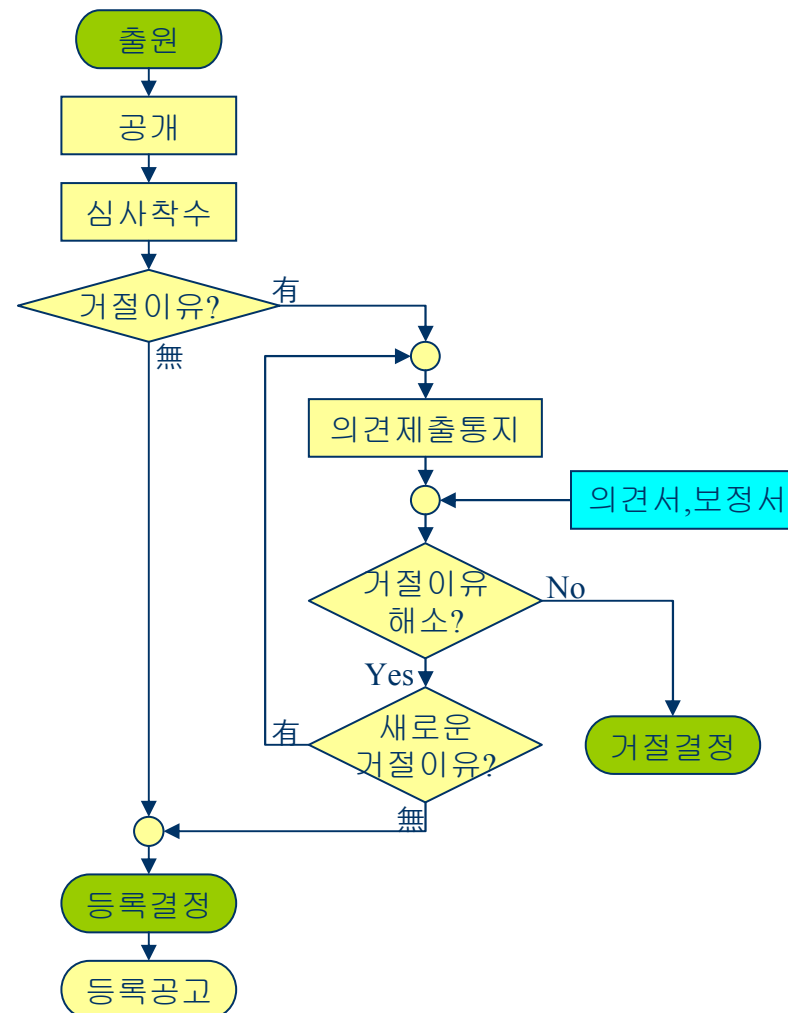 출원
공개
심사착수
거절이유?
有
無
의견제출통지
의견서,보정서
거절이유
해소?
No
Yes
새로운
거절이유?
有
無
거절결정
등록결정
등록공고